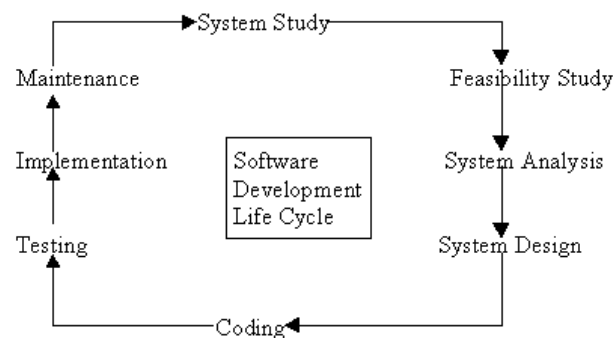 System Study
Maintenance
Feasibility Study
Implementation
Software
Development
Life Cycle
System Analysis
Testing
System Design
Coding